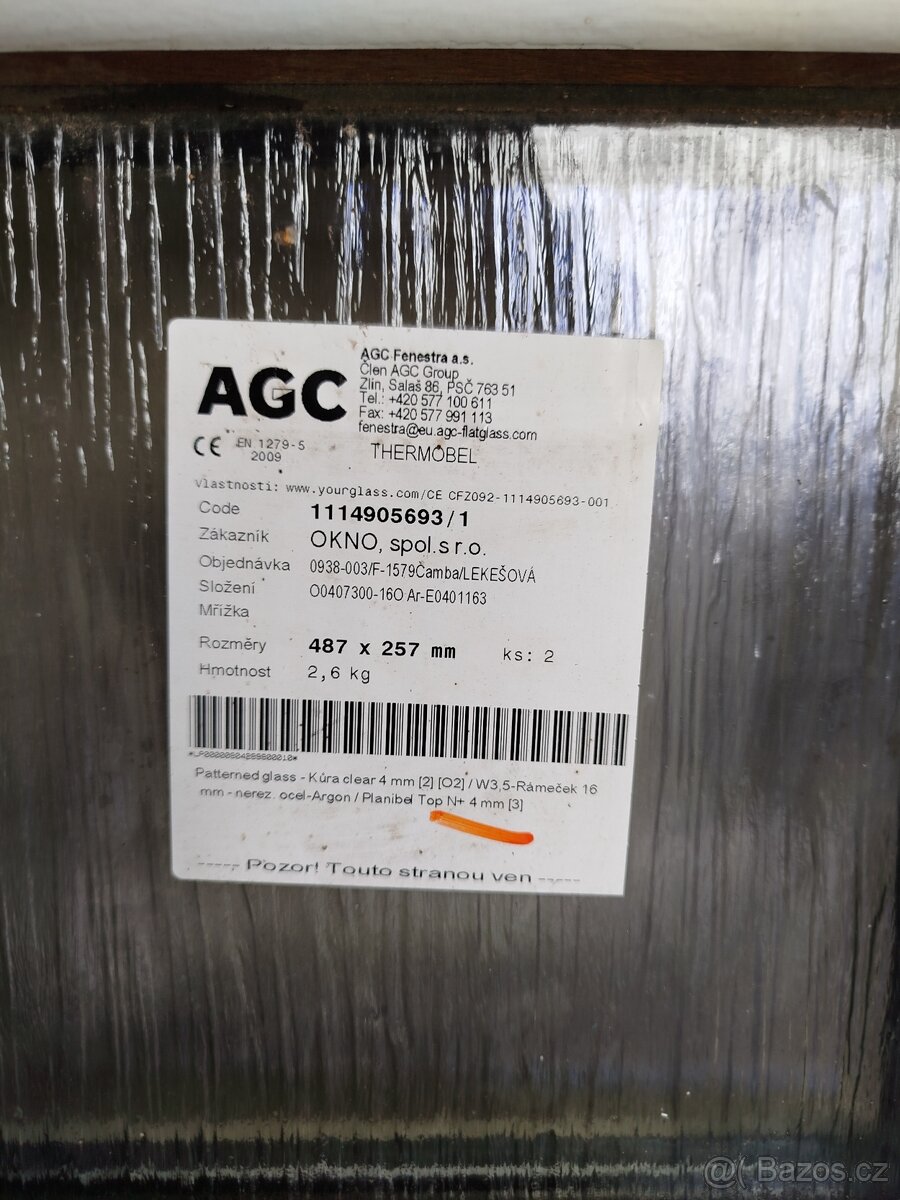 AGC
AGC Fenestra a.s.
Člen AGC Group
Zlín, Salaš 86, PSČ 763 51
Tel.: +420 577 100 611
Fax: +420 577 991 113
fenestra@eu.agc-flatglass.com
CE EN 1279-5
2009
THERMOBEL
Vlastnosti: www.yourglass.com/CE CFZ092-1114905693-001
Code 1114905693/1
Zákazník OKNO, spol.s r.o.
Objednávka 0938-003/F-1579Čamba/LEKEŠOVÁ
Složení O0407300-16O Ar-E0401163
Mřížka
Rozměry 487 x 257 mm ks: 2
Hmotnost 2,6 kg
Patterned glass - Kůra clear 4 mm [2] [O2] / W3,5-Rámeček 16
mm - nerez. ocel-Argon / Planibel Top N+ 4 mm [3]
----- Pozor! Touto stranou ven -----
@ Bazos.cz